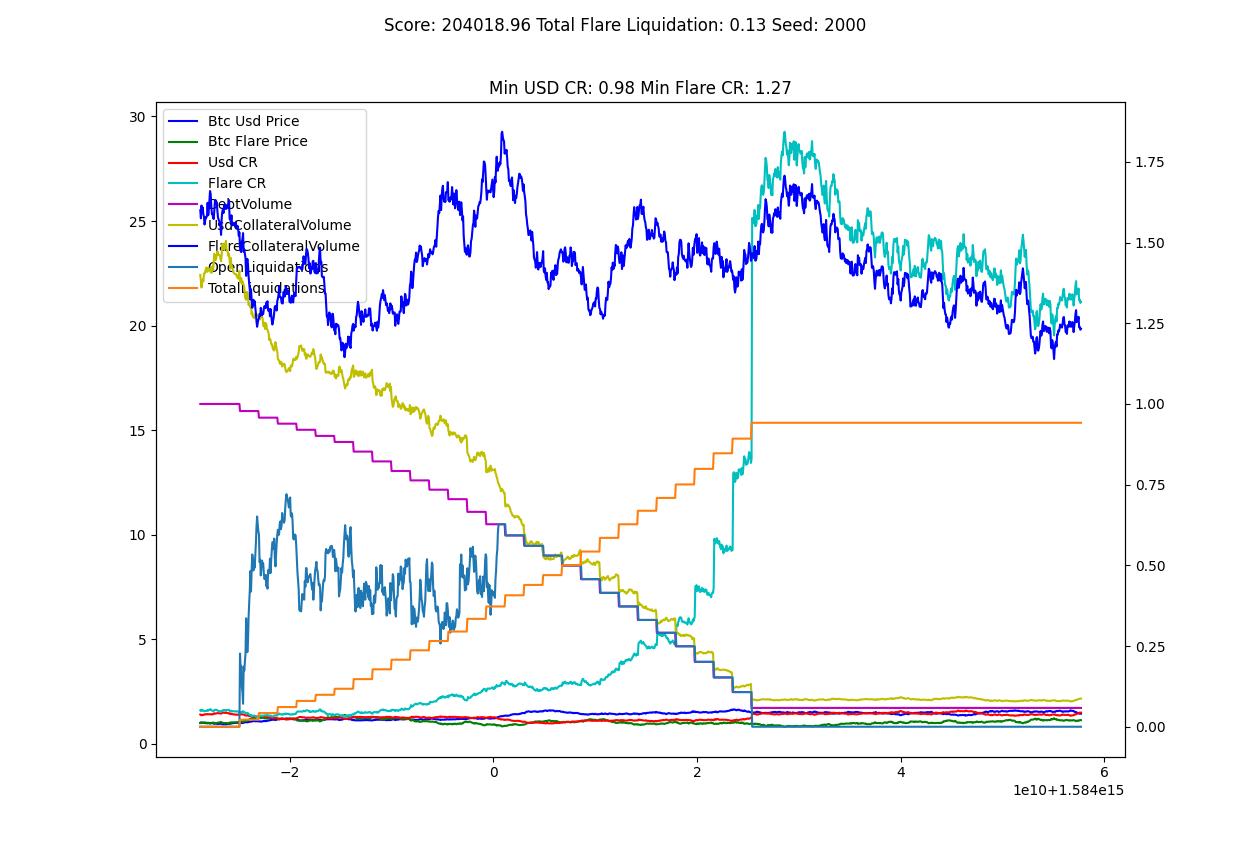 Score: 204018.96 Total Flare Liquidation: 0.13 Seed: 2000
Min USD CR: 0.98 Min Flare CR: 1.27
Btc Usd Price
Btc Flare Price
Usd CR
Flare CR
DebtVolume
UsdCollateralVolume
FlareCollateralVolume
OpenLiquidations
TotalLiquidations
30
25
20
15
10
5
0
1.75
1.50
1.25
1.00
0.75
0.50
0.25
0.00
−2
0
2
4
6
1e10+1.584e15